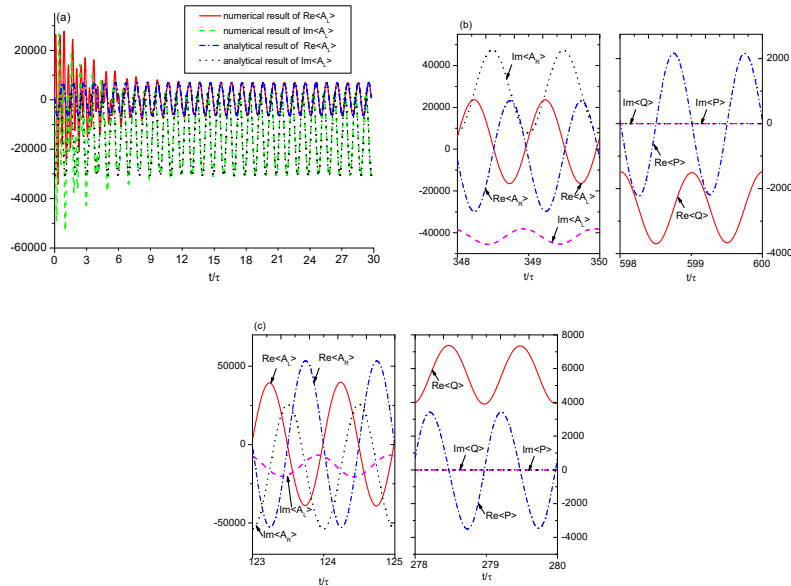 (a)
numerical result of Re<A_L>
numerical result of Im<A_L>
analytical result of Re<A_L>
analytical result of Im<A_L>
20000
0
-20000
-40000
-60000
0 3 6 9 12 15 18 21 24 27 30
t/τ
(b)
40000
20000
0
-20000
-40000
Im<A_R>
Re<A_R>
Re<A_L>
Im<A_L>
348 349 350
t/τ
Im<Q>
Im<P>
Re<P>
Re<Q>
2000
0
-2000
-4000
598 599 600
t/τ
(c)
50000
0
-50000
Re<A_L>
Re<A_R>
Im<A_L>
Im<A_R>
123 124 125
t/τ
Re<Q>
Im<Q>
Im<P>
Re<P>
8000
6000
4000
2000
0
-2000
-4000
278 279 280
t/τ